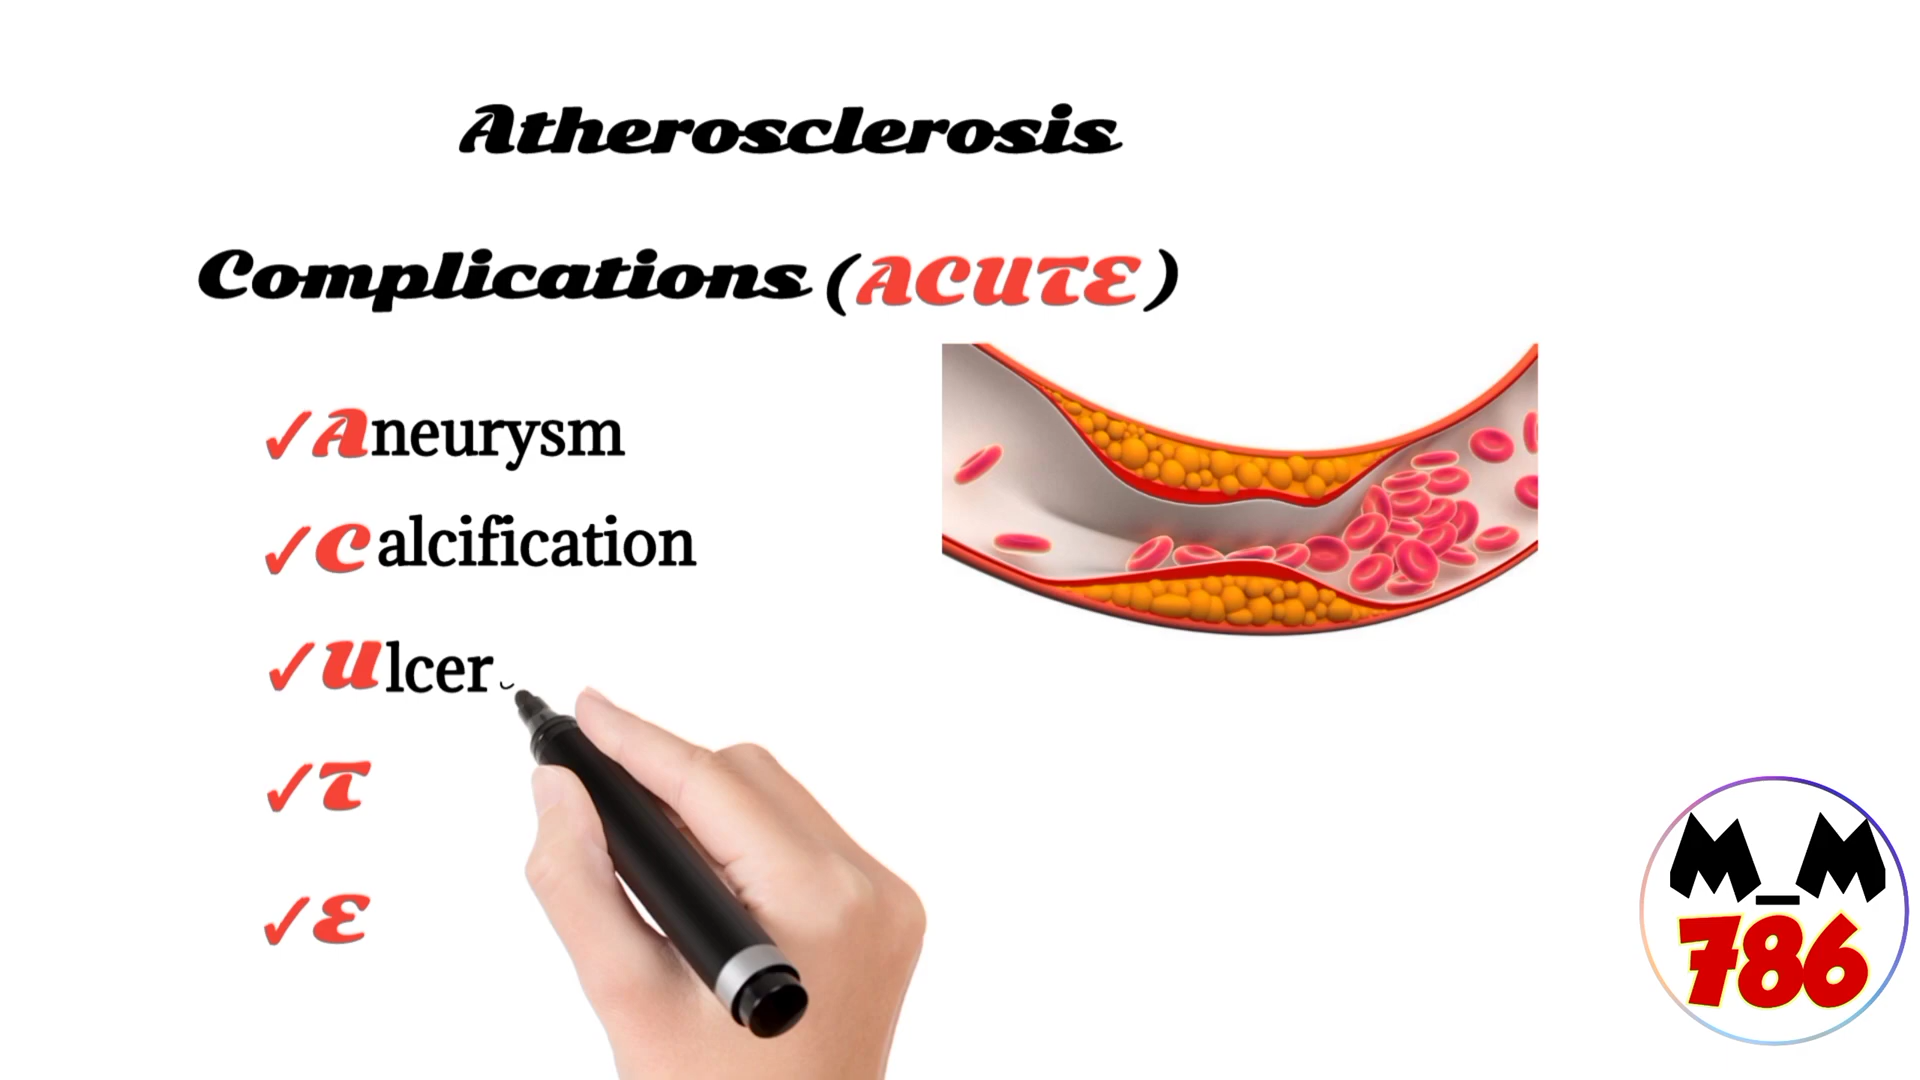 Atherosclerosis
Complications (ACUTE)
✓Aneurysm
✓Calcification
✓Ulcer
✓T
✓E
M_M
786